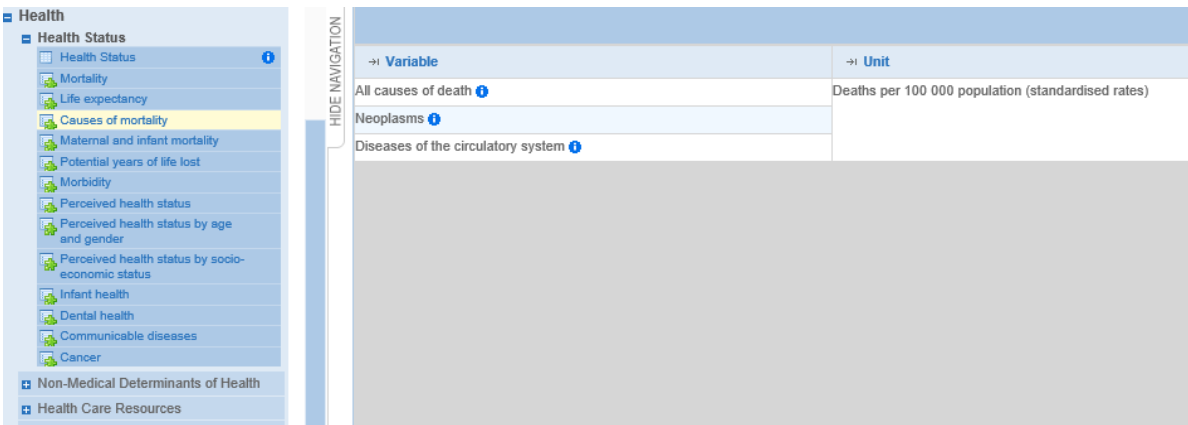 Health
Health Status
Health Status
Mortality
Life expectancy
Causes of mortality
Maternal and infant mortality
Potential years of life lost
Morbidity
Perceived health status
Perceived health status by age
and gender
Perceived health status by socio-
economic status
Infant health
Dental health
Communicable diseases
Cancer
Non-Medical Determinants of Health
Health Care Resources
HIDE NAVIGATION
Variable
Unit
All causes of death
Deaths per 100 000 population (standardised rates)
Neoplasms
Diseases of the circulatory system